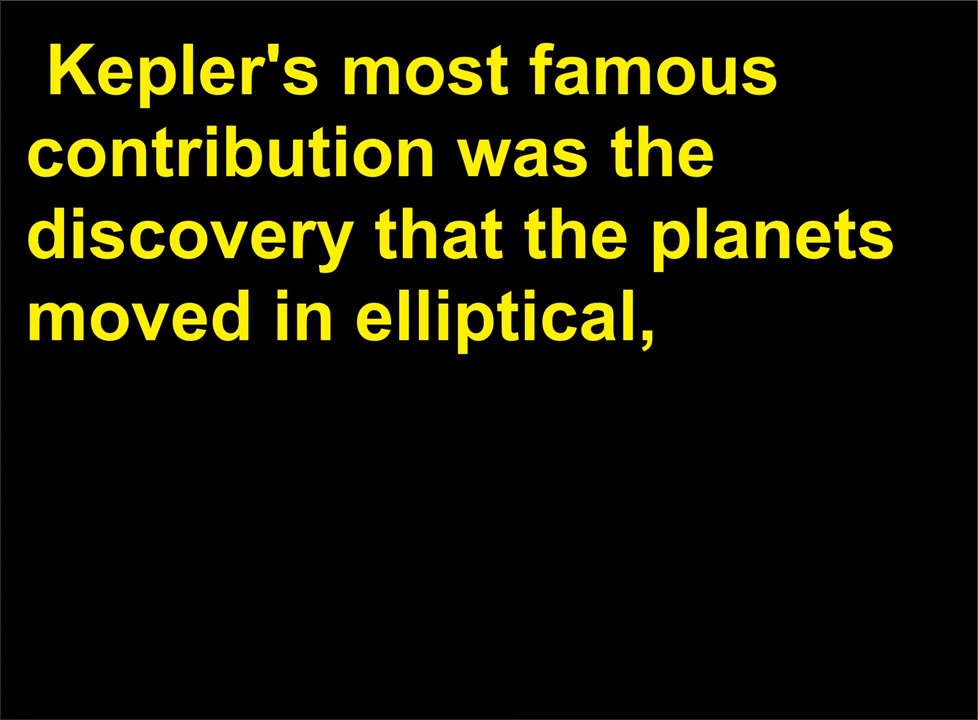 Kepler's most famous
contribution was the
discovery that the planets
moved in elliptical,